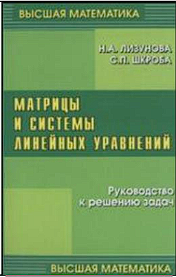 ВЫСШАЯ МАТЕМАТИКА
Н.А. ЛИЗУНОВА
С.П. ШКРОБА
МАТРИЦЫ
И СИСТЕМЫ
ЛИНЕЙНЫХ УРАВНЕНИЙ
Руководство
к решению задач
ВЫСШАЯ МАТЕМАТИКА